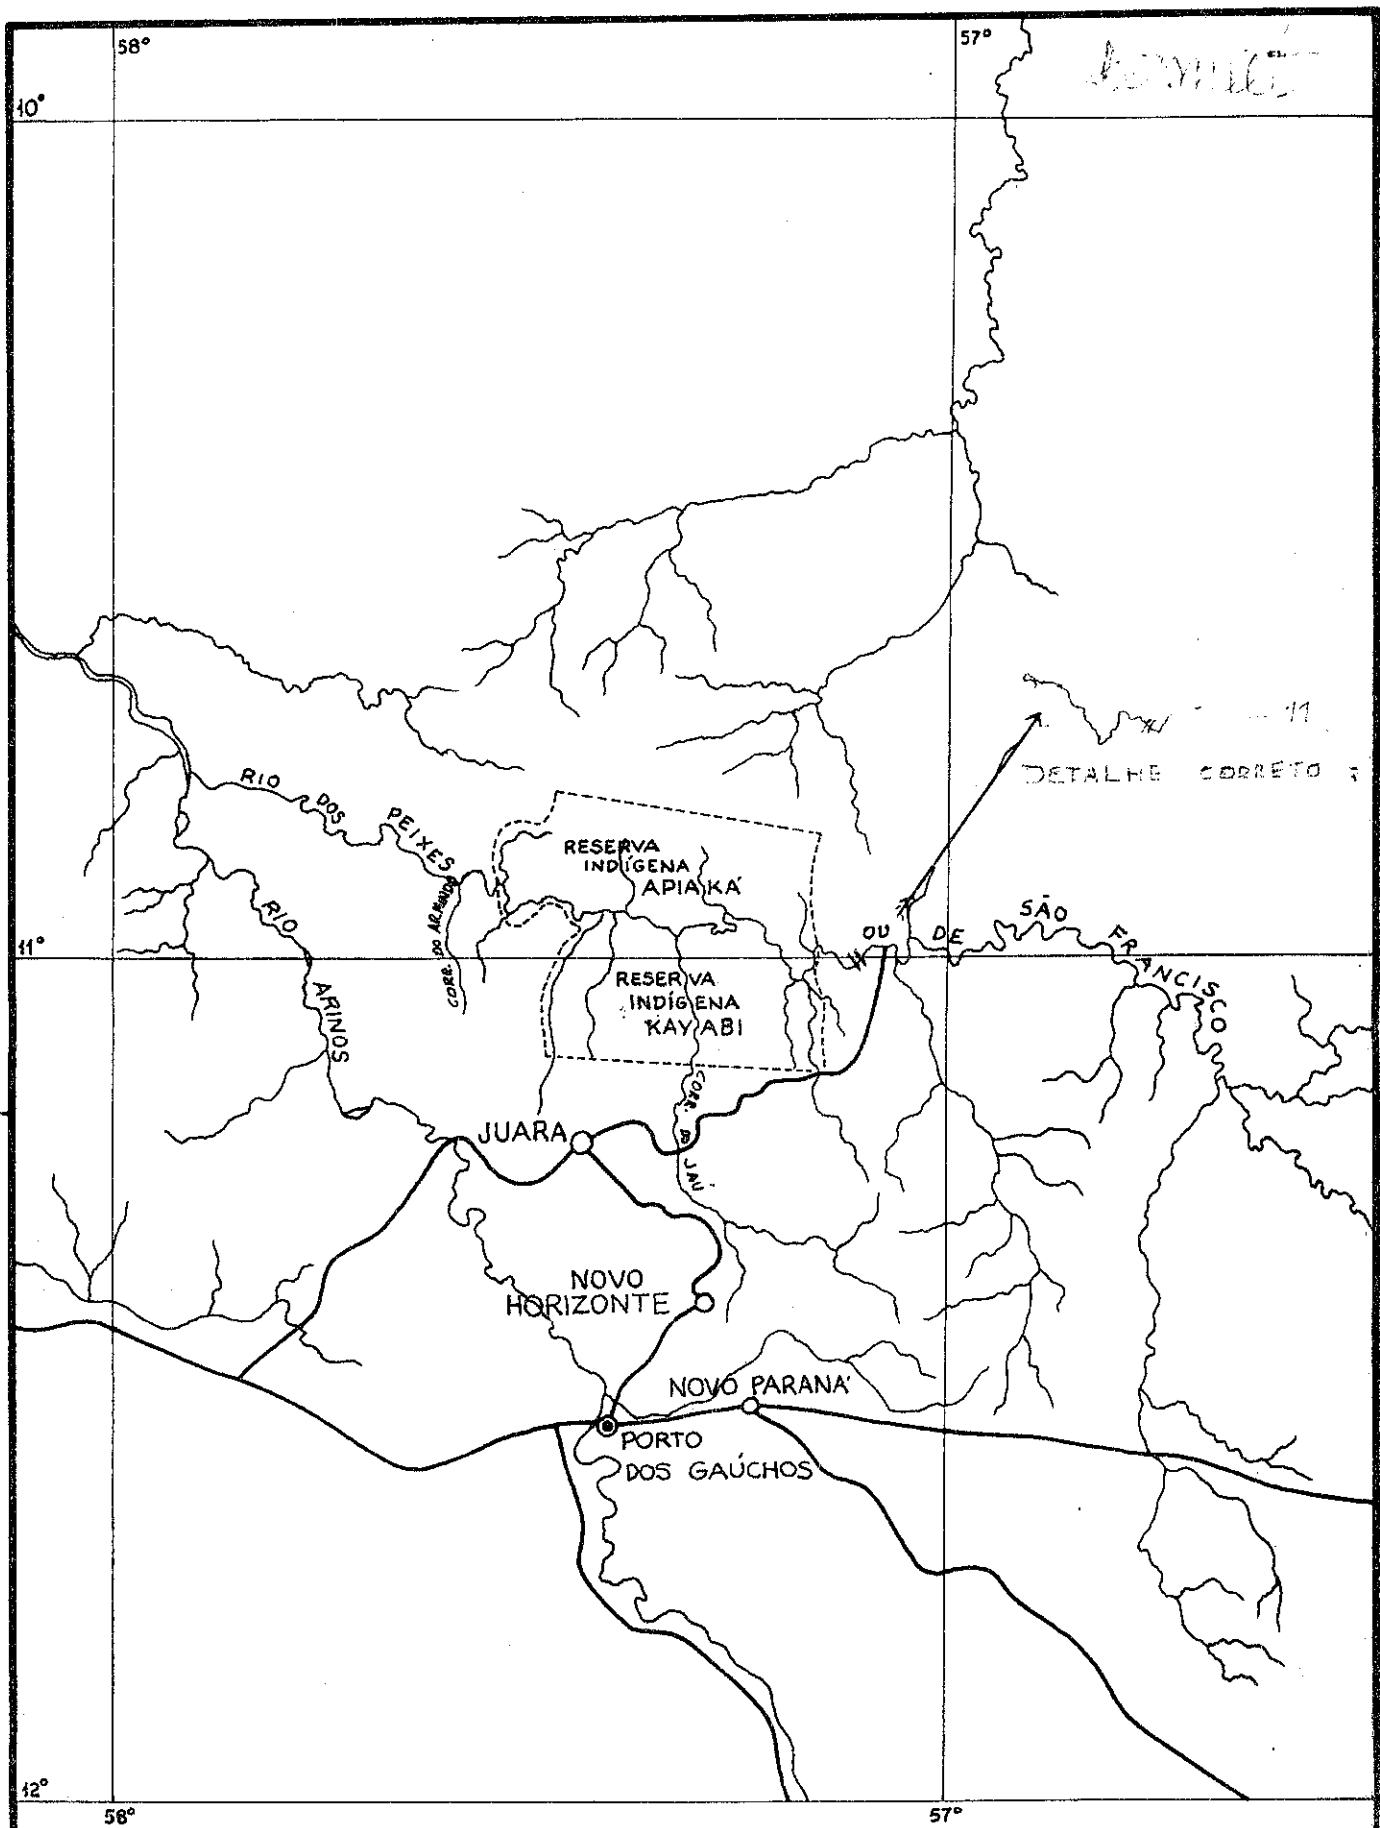 58°
57°
10°
DETALHE CORRETO
RIO DOS PEIXES
OU DE SÃO FRANCISCO
RESERVA
INDÍGENA
APIAKÁ
CORR. DO ARMANDO
RIO ARINOS
11°
RESERVA
INDÍGENA
KAYABI
CORR. DO JAÚ
JUARA
NOVO
HORIZONTE
NOVO PARANÁ
PORTO
DOS GAÚCHOS
12°
58°
57°